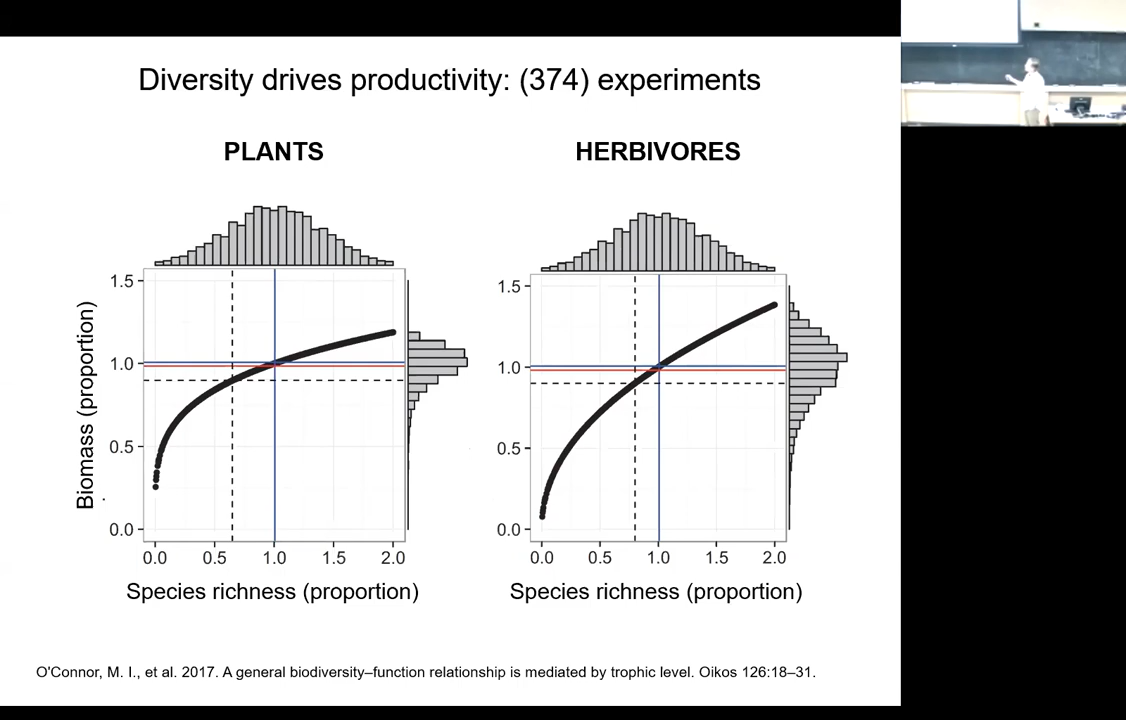 Diversity drives productivity: (374) experiments
PLANTS
HERBIVORES
1.5
1.0
0.5
0.0
Biomass (proportion)
0.0 0.5 1.0 1.5 2.0
Species richness (proportion)
1.5
1.0
0.5
0.0
0.0 0.5 1.0 1.5 2.0
Species richness (proportion)
O'Connor, M. I., et al. 2017. A general biodiversity–function relationship is mediated by trophic level. Oikos 126:18–31.